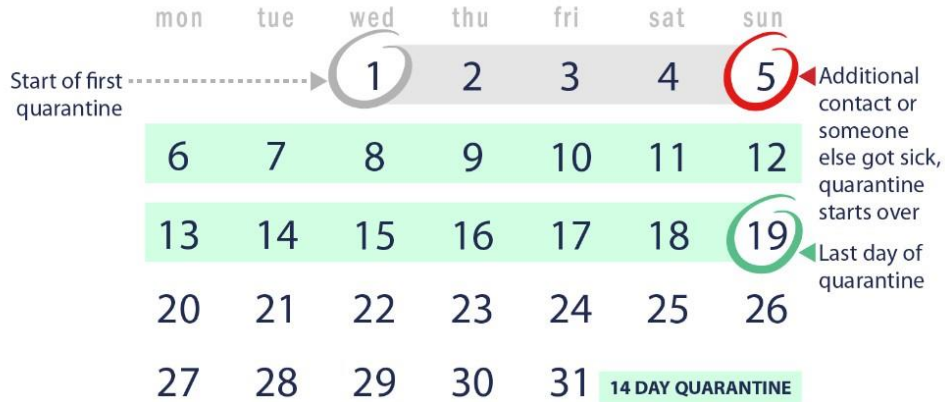 mon tue wed thu fri sat sun
Start of first
quarantine
1 2 3 4 5
Additional
contact or
someone
else got sick,
quarantine
starts over
6 7 8 9 10 11 12
13 14 15 16 17 18 19
Last day of
quarantine
20 21 22 23 24 25 26
27 28 29 30 31
14 DAY QUARANTINE